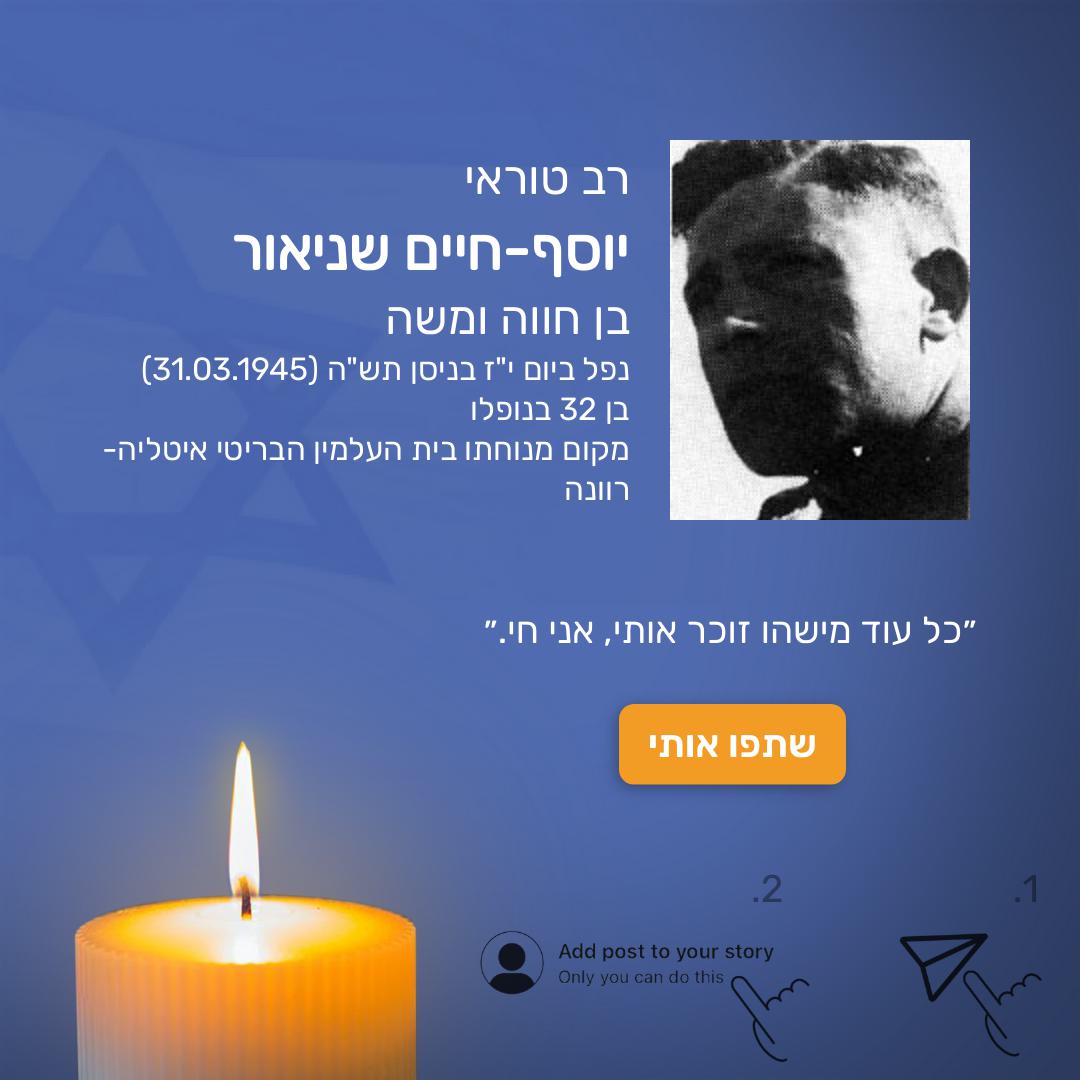 רב טוראי
יוסף-חיים שניאור
בן חווה ומשה
נפל ביום י"ז בניסן תש"ה (31.03.1945)
בן 32 בנופלו
מקום מנוחתו בית העלמין הבריטי איטליה-
רוונה
״כל עוד מישהו זוכר אותי, אני חי.״
שתפו אותי
1.
2.
Add post to your story
Only you can do this